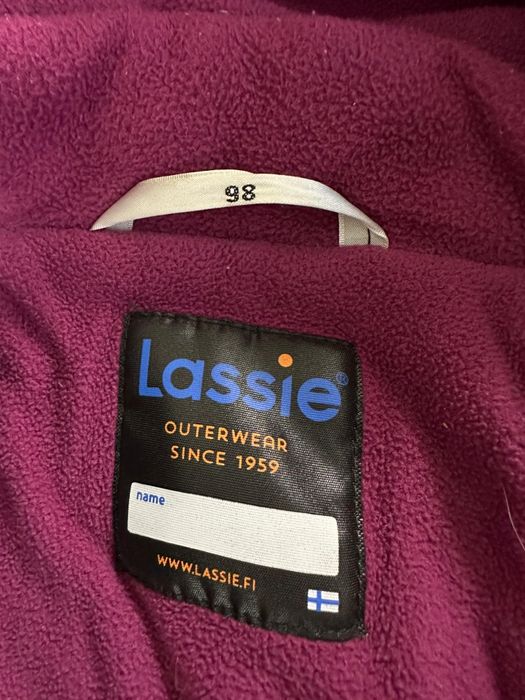 98
Lassie®
OUTERWEAR
SINCE 1959
name
WWW.LASSIE.FI